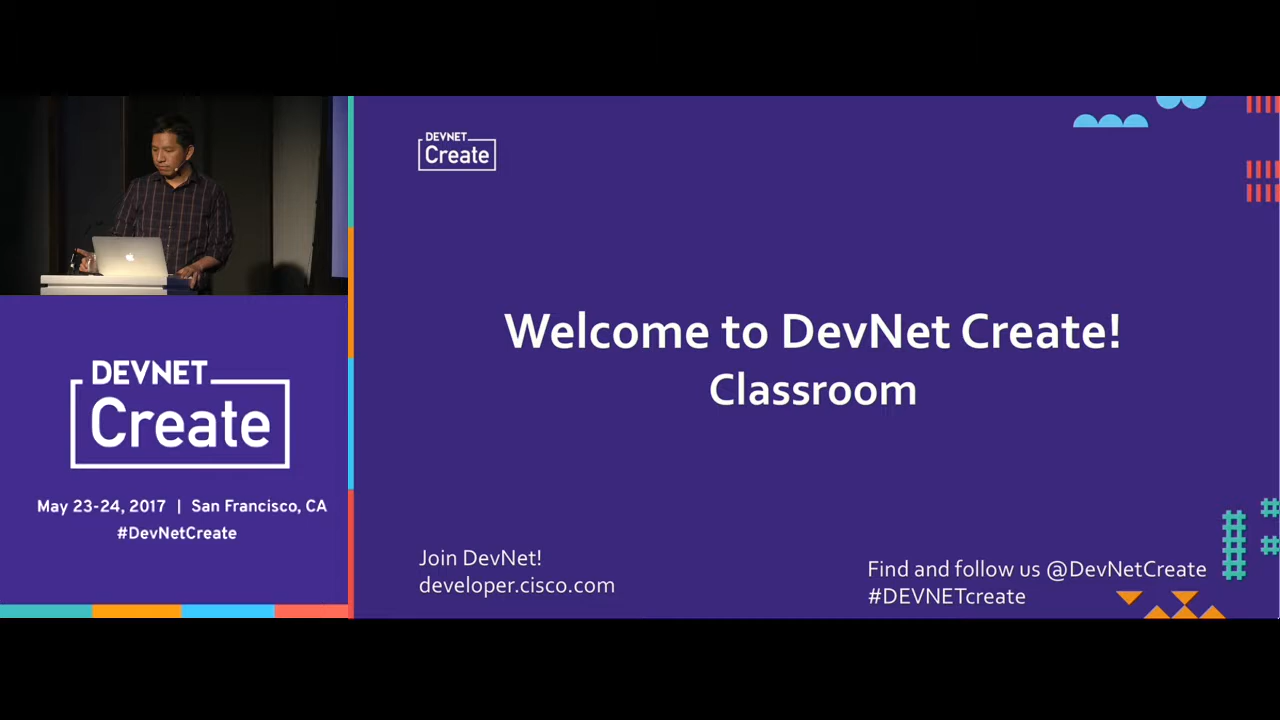 DEVNET
Create
May 23-24, 2017 | San Francisco, CA
#DevNetCreate
DEVNET
Create
Welcome to DevNet Create!
Classroom
Join DevNet!
developer.cisco.com
Find and follow us @DevNetCreate
#DEVNETcreate